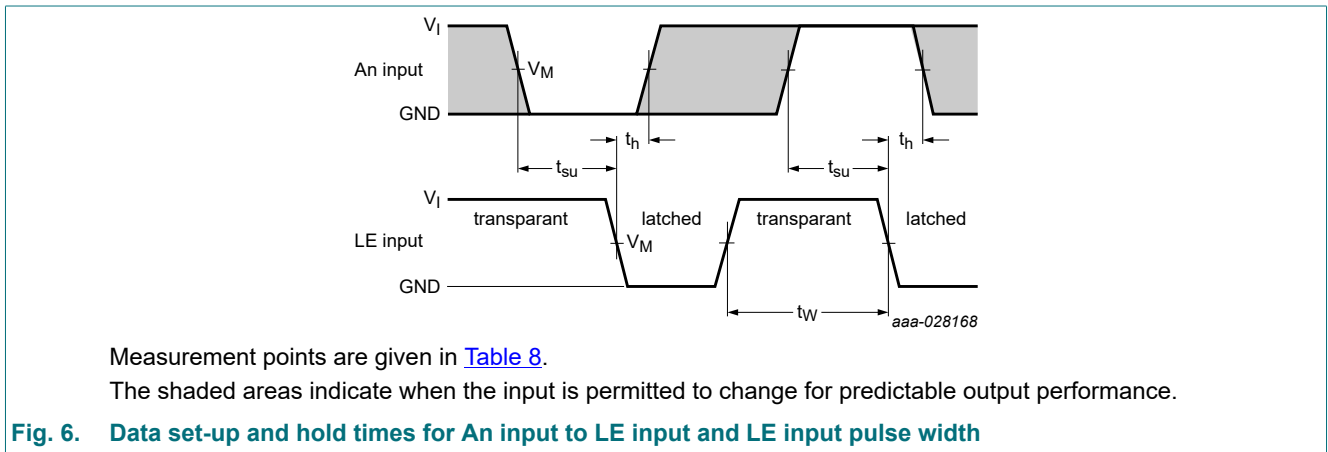 VI
An input
VM
GND
th
th
tsu
tsu
VI
transparant
latched
transparant
latched
LE input
VM
GND
tW
aaa-028168
Measurement points are given in Table 8.
The shaded areas indicate when the input is permitted to change for predictable output performance.
Fig. 6. Data set-up and hold times for An input to LE input and LE input pulse width